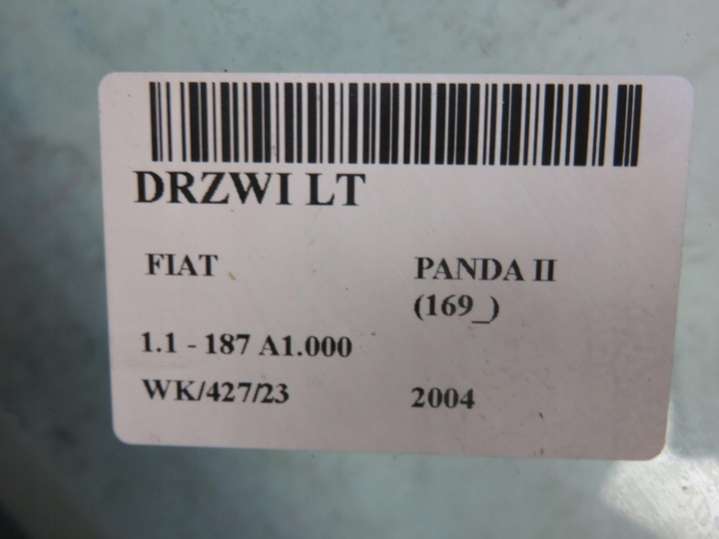 DRZWI LT
FIAT PANDA II
(169_)
1.1 - 187 A1.000
WK/427/23 2004